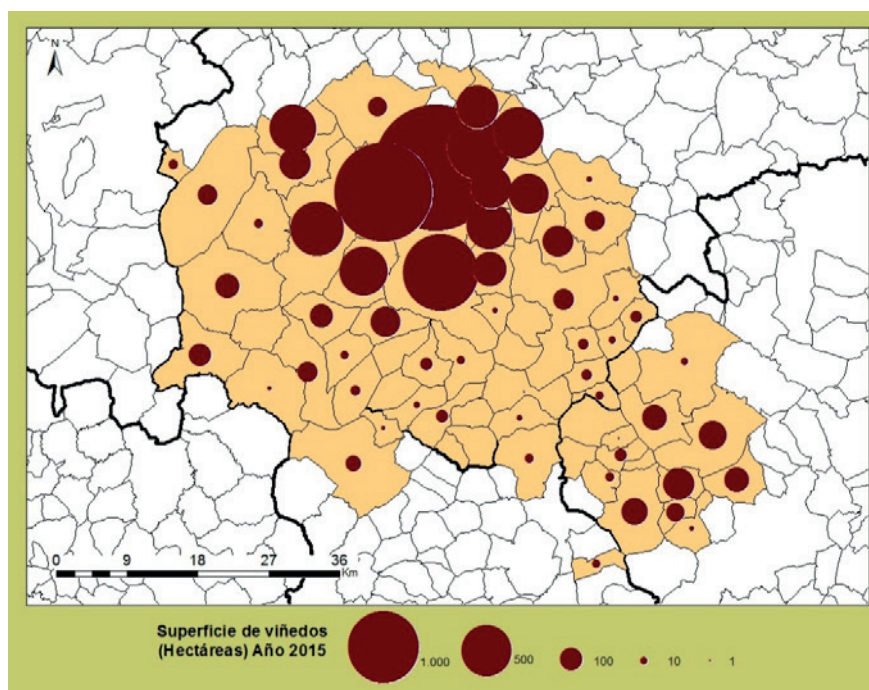 N
0 9 18 27 36
Km
Superficie de viñedos
(Hectáreas) Año 2015
1.000 500 100 10 1